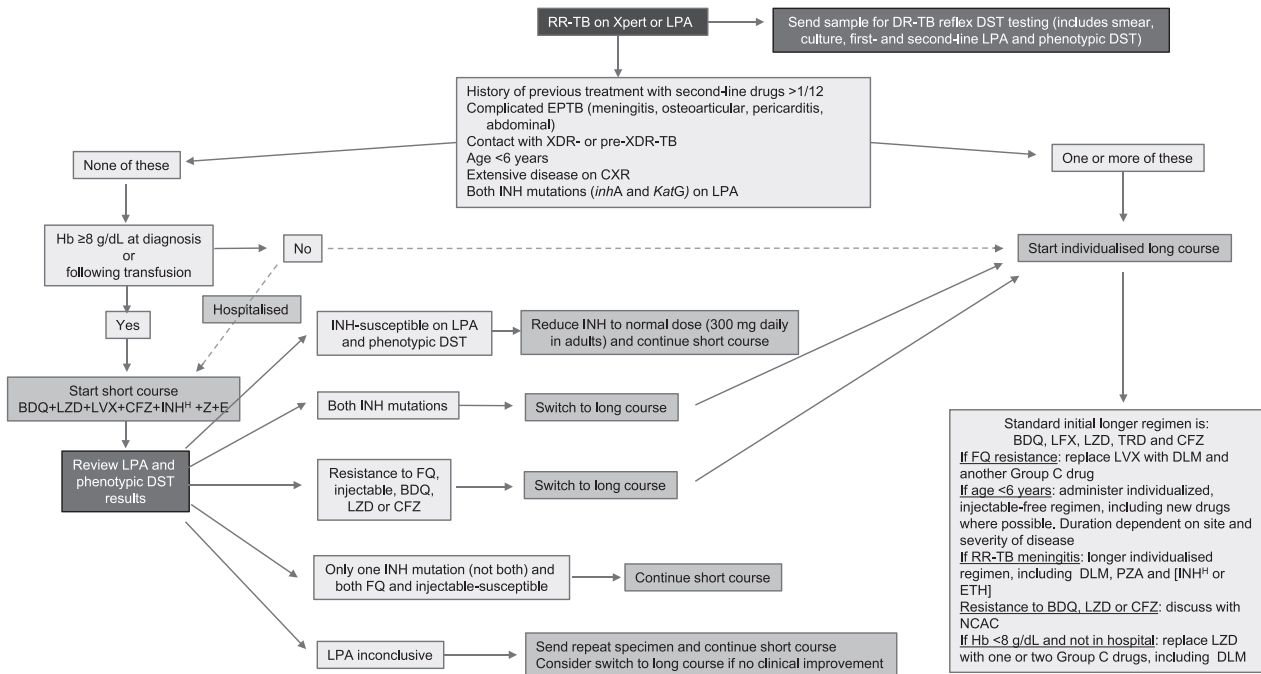 RR-TB on Xpert or LPA
Send sample for DR-TB reflex DST testing (includes smear,
culture, first- and second-line LPA and phenotypic DST)
History of previous treatment with second-line drugs >1/12
Complicated EPTB (meningitis, osteoarticular, pericarditis,
abdominal)
Contact with XDR- or pre-XDR-TB
Age <6 years
Extensive disease on CXR
Both INH mutations (inhA and KatG) on LPA
None of these
One or more of these
Hb ≥8 g/dL at diagnosis
or
following transfusion
No
Start individualised long course
Hospitalised
Yes
INH-susceptible on LPA
and phenotypic DST
Reduce INH to normal dose (300 mg daily
in adults) and continue short course
Start short course
BDQ+LZD+LVX+CFZ+INHᴴ +Z+E
Both INH mutations
Switch to long course
Review LPA and
phenotypic DST
results
Resistance to FQ,
injectable, BDQ,
LZD or CFZ
Switch to long course
Only one INH mutation (not both) and
both FQ and injectable-susceptible
Continue short course
LPA inconclusive
Send repeat specimen and continue short course
Consider switch to long course if no clinical improvement
Standard initial longer regimen is:
BDQ, LFX, LZD, TRD and CFZ
If FQ resistance: replace LVX with DLM and
another Group C drug
If age <6 years: administer individualized,
injectable-free regimen, including new drugs
where possible. Duration dependent on site and
severity of disease
If RR-TB meningitis: longer individualised
regimen, including DLM, PZA and [INHᴴ or
ETH]
Resistance to BDQ, LZD or CFZ: discuss with
NCAC
If Hb <8 g/dL and not in hospital: replace LZD
with one or two Group C drugs, including DLM